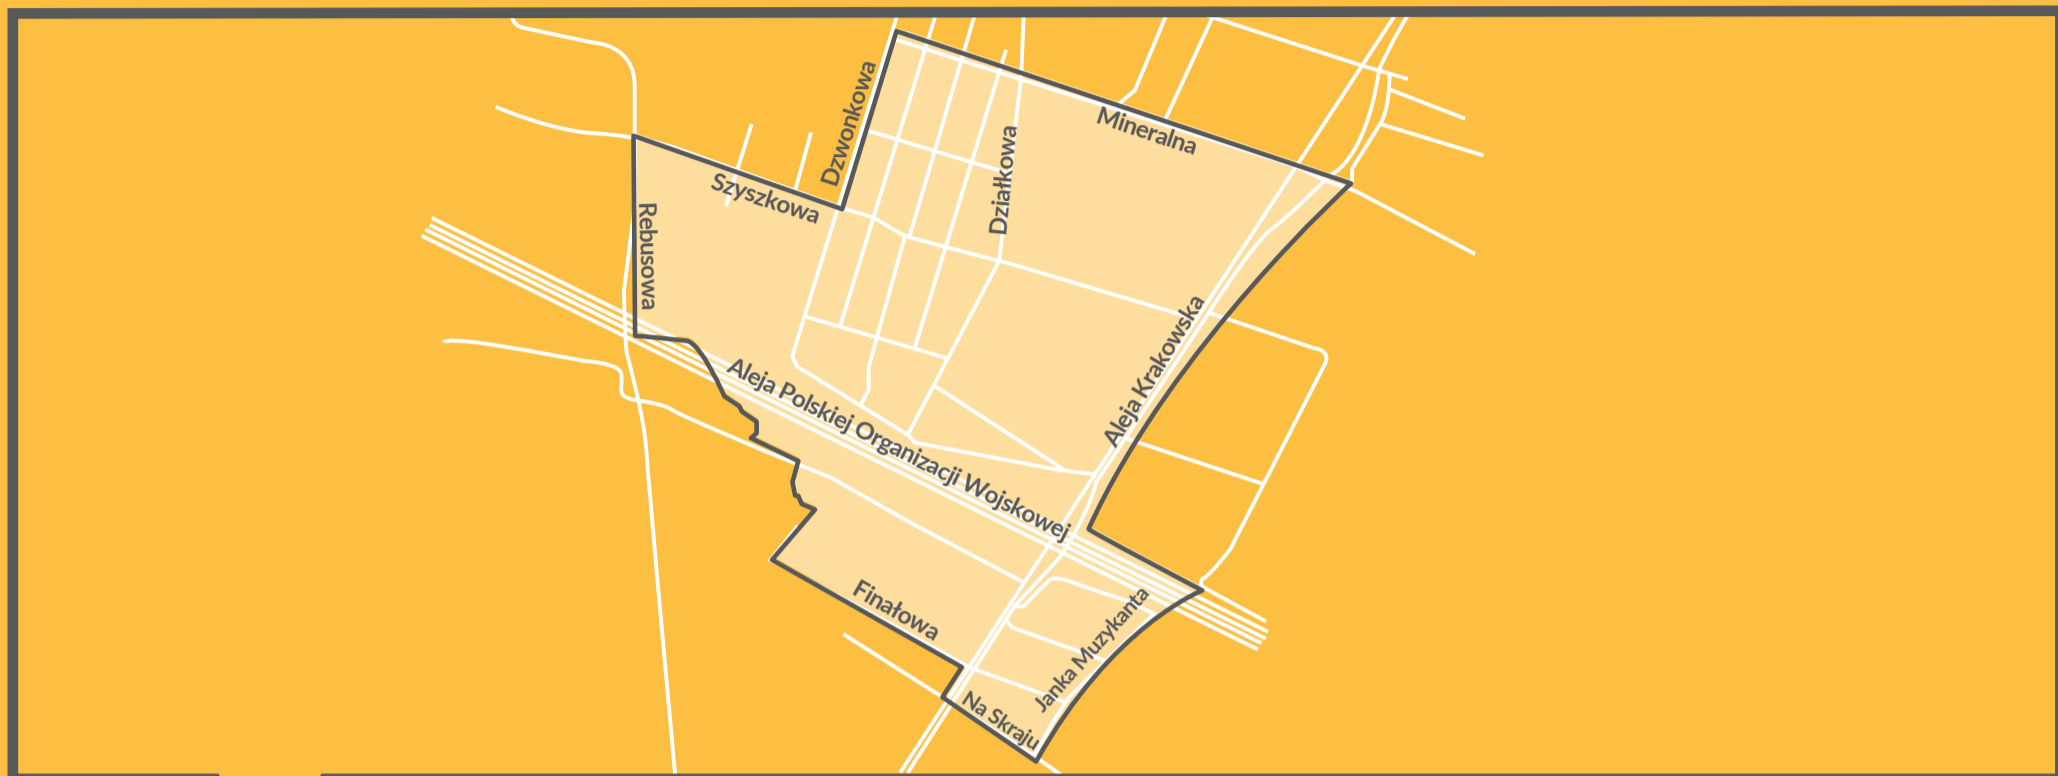 Dzwonkowa
Mineralna
Działkowa
Szyszkowa
Rebusowa
Aleja Krakowska
Aleja Polskiej Organizacji Wojskowej
Finałowa
Janka Muzykanta
Na Skraju